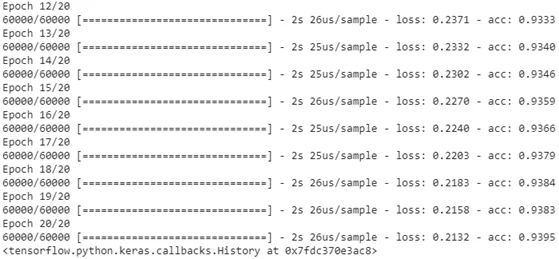 Epoch 12/20
60000/60000 [==============================] - 2s 26us/sample - loss: 0.2371 - acc: 0.9333
Epoch 13/20
60000/60000 [==============================] - 2s 25us/sample - loss: 0.2332 - acc: 0.9340
Epoch 14/20
60000/60000 [==============================] - 2s 25us/sample - loss: 0.2302 - acc: 0.9346
Epoch 15/20
60000/60000 [==============================] - 2s 26us/sample - loss: 0.2270 - acc: 0.9359
Epoch 16/20
60000/60000 [==============================] - 2s 25us/sample - loss: 0.2240 - acc: 0.9366
Epoch 17/20
60000/60000 [==============================] - 2s 25us/sample - loss: 0.2203 - acc: 0.9379
Epoch 18/20
60000/60000 [==============================] - 2s 26us/sample - loss: 0.2183 - acc: 0.9384
Epoch 19/20
60000/60000 [==============================] - 2s 26us/sample - loss: 0.2158 - acc: 0.9383
Epoch 20/20
60000/60000 [==============================] - 2s 26us/sample - loss: 0.2132 - acc: 0.9395
<tensorflow.python.keras.callbacks.History at 0x7fdc370e3ac8>